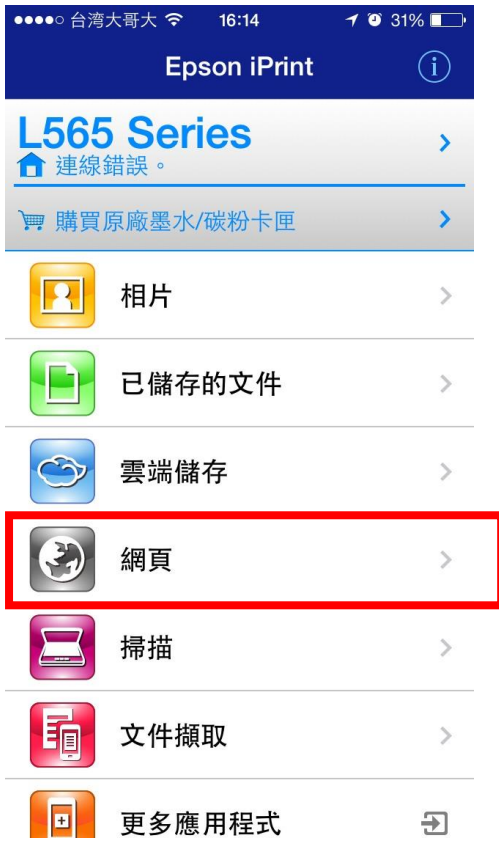 台湾大哥大 16:14 31%
Epson iPrint
L565 Series
連線錯誤。
購買原廠墨水/碳粉卡匣
相片
已儲存的文件
雲端儲存
網頁
掃描
文件擷取
更多應用程式